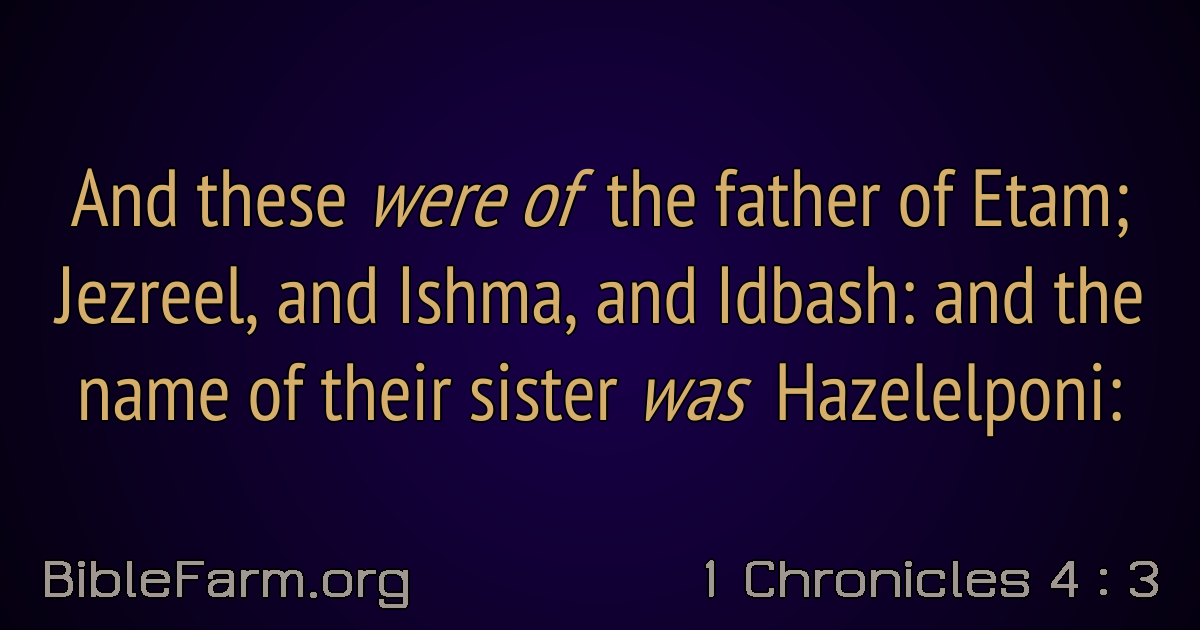 And these were of the father of Etam;
Jezreel, and Ishma, and Idbash: and the
name of their sister was Hazelelponi:
BibleFarm.org
1 Chronicles 4 : 3